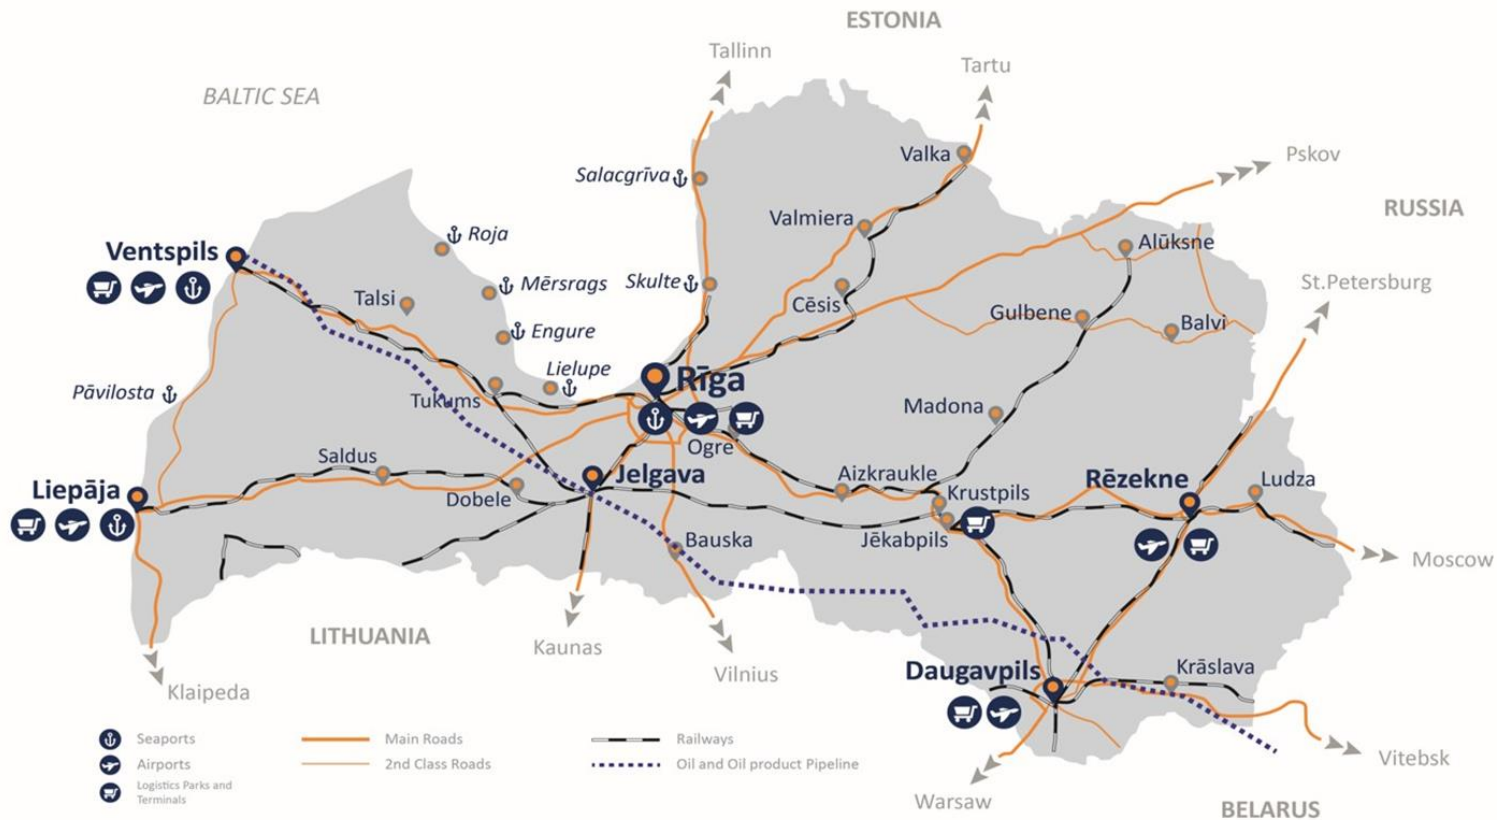 ESTONIA
Tallinn
Tartu
BALTIC SEA
Valka
Pskov
Salacgrīva
RUSSIA
Valmiera
Roja
Alūksne
Ventspils
St.Petersburg
Mērsrags
Skulte
Talsi
Cēsis
Gulbene
Balvi
Engure
Lielupe
Rīga
Pāvilosta
Tukums
Madona
Ogre
Saldus
Jelgava
Aizkraukle
Rēzekne
Ludza
Liepāja
Dobele
Krustpils
Bauska
Jēkabpils
Moscow
LITHUANIA
Kaunas
Vilnius
Daugavpils
Krāslava
Klaipeda
Seaports
Main Roads
Railways
Airports
2nd Class Roads
Oil and Oil product Pipeline
Logistics Parks and
Terminals
Vitebsk
Warsaw
BELARUS